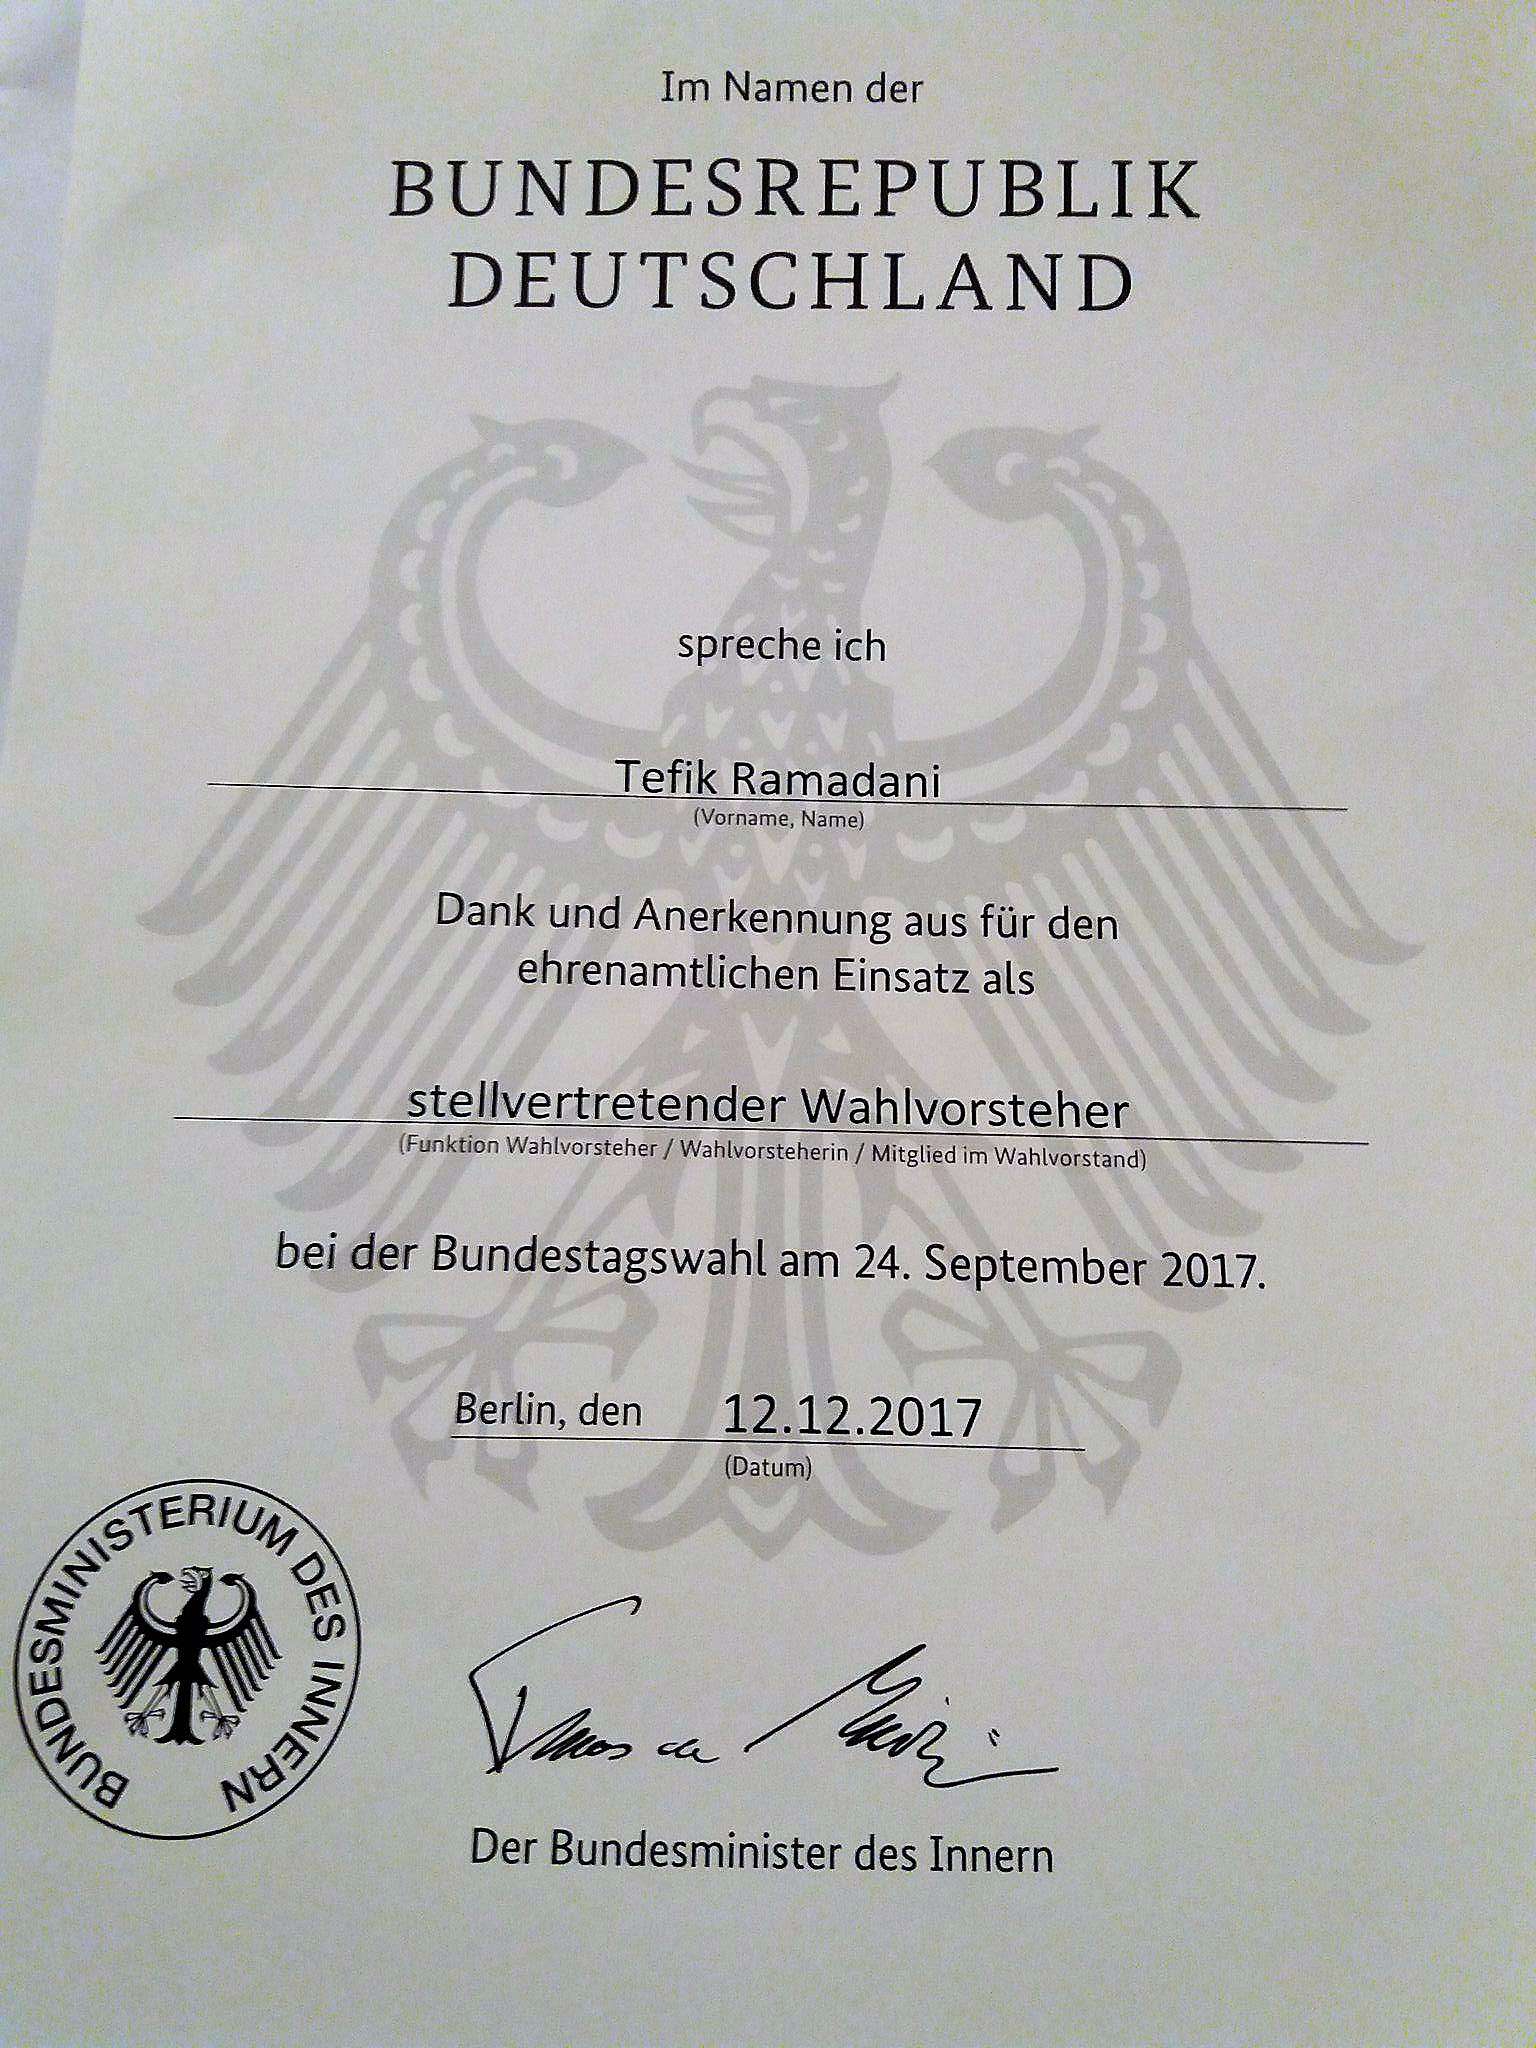 Im Namen der
BUNDESREPUBLIK
DEUTSCHLAND
spreche ich
Tefik Ramadani
(Vorname, Name)
Dank und Anerkennung aus für den
ehrenamtlichen Einsatz als
stellvertretender Wahlvorsteher
(Funktion Wahlvorsteher / Wahlvorsteherin / Mitglied im Wahlvorstand)
bei der Bundestagswahl am 24. September 2017.
Berlin, den 12.12.2017
(Datum)
BUNDESMINISTERIUM DES INNERN
Der Bundesminister des Innern